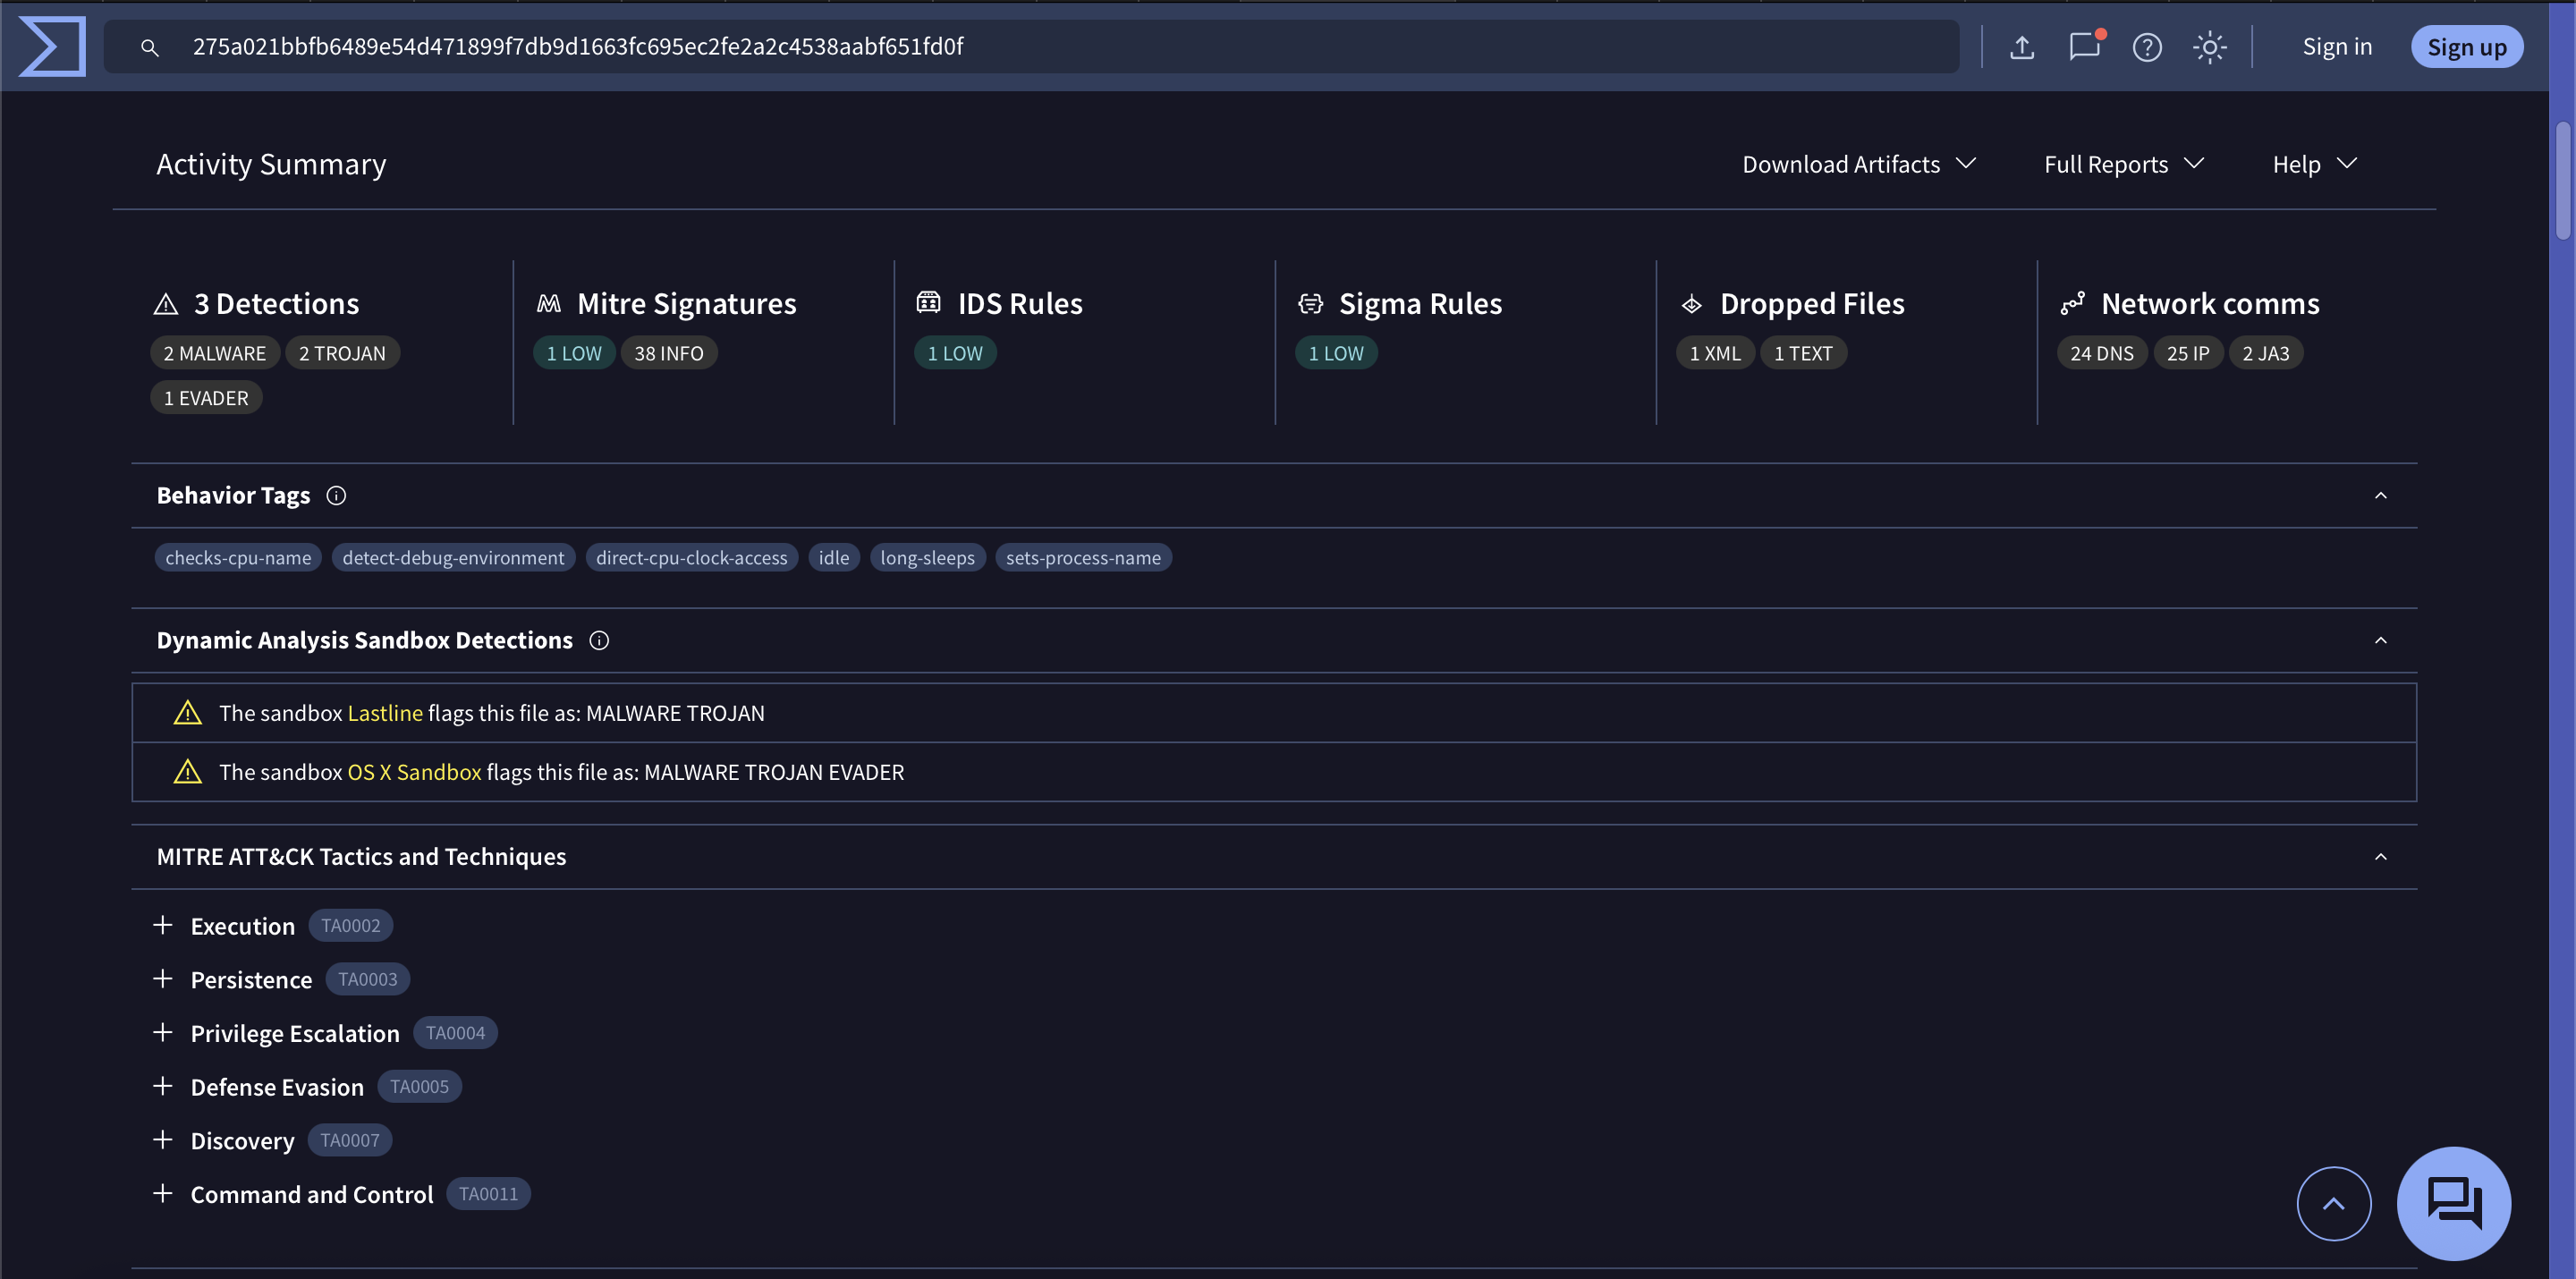 275a021bbfb6489e54d471899f7db9d1663fc695ec2fe2a2c4538aabf651fd0f
Sign in
Sign up
Activity Summary
Download Artifacts
Full Reports
Help
3 Detections
2 MALWARE
2 TROJAN
1 EVADER
Mitre Signatures
1 LOW
38 INFO
IDS Rules
1 LOW
Sigma Rules
1 LOW
Dropped Files
1 XML
1 TEXT
Network comms
24 DNS
25 IP
2 JA3
Behavior Tags
checks-cpu-name
detect-debug-environment
direct-cpu-clock-access
idle
long-sleeps
sets-process-name
Dynamic Analysis Sandbox Detections
The sandbox Lastline flags this file as: MALWARE TROJAN
The sandbox OS X Sandbox flags this file as: MALWARE TROJAN EVADER
MITRE ATT&CK Tactics and Techniques
Execution TA0002
Persistence TA0003
Privilege Escalation TA0004
Defense Evasion TA0005
Discovery TA0007
Command and Control TA0011